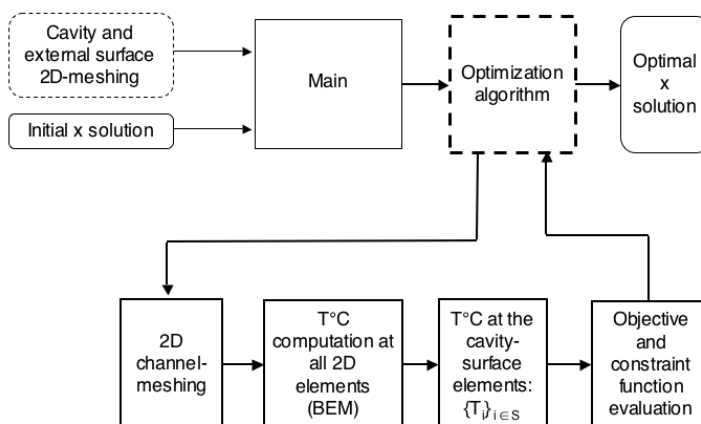 Cavity and
external surface
2D-meshing
Initial x solution
Main
Optimization
algorithm
Optimal
x
solution
2D
channel-
meshing
T°C
computation at
all 2D
elements
(BEM)
T°C at the
cavity-
surface
elements:
{Tᵢ}ᵢ ∈ S
Objective
and
constraint
function
evaluation